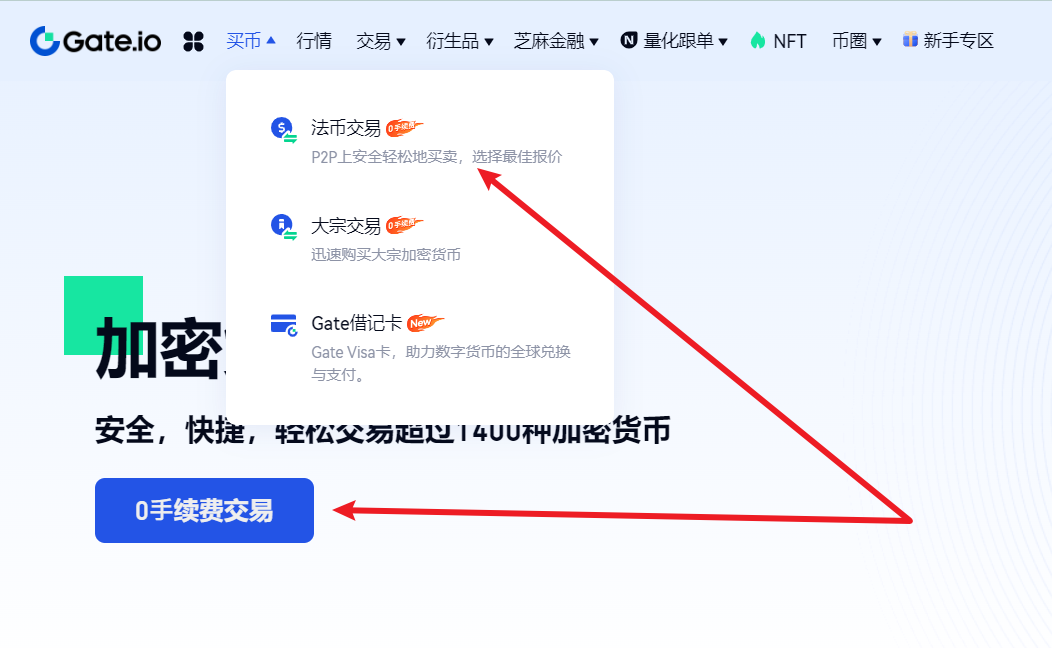 Gate.io 买币 行情 交易 衍生品 芝麻金融 量化跟单 NFT 币圈 新手专区
法币交易 0手续费
P2P上安全轻松地买卖，选择最佳报价
大宗交易 0手续费
迅速购买大宗加密货币
Gate借记卡 New
Gate Visa卡，助力数字货币的全球兑换
与支付。
加密
安全，快捷，轻松交易超过1400种加密货币
0手续费交易